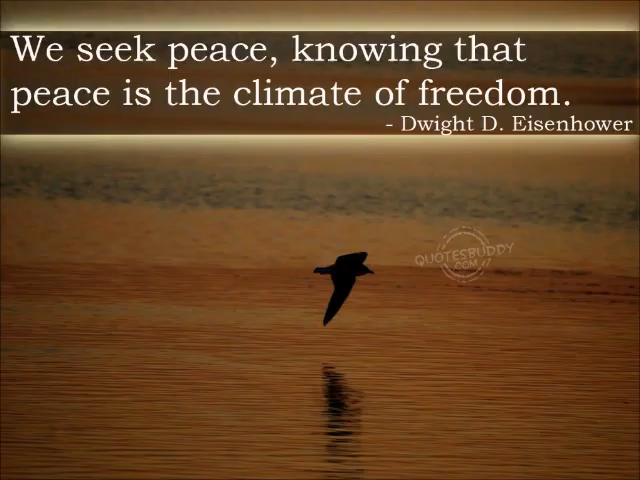 We seek peace, knowing that
peace is the climate of freedom.
- Dwight D. Eisenhower
QUOTESBUDDY
.COM